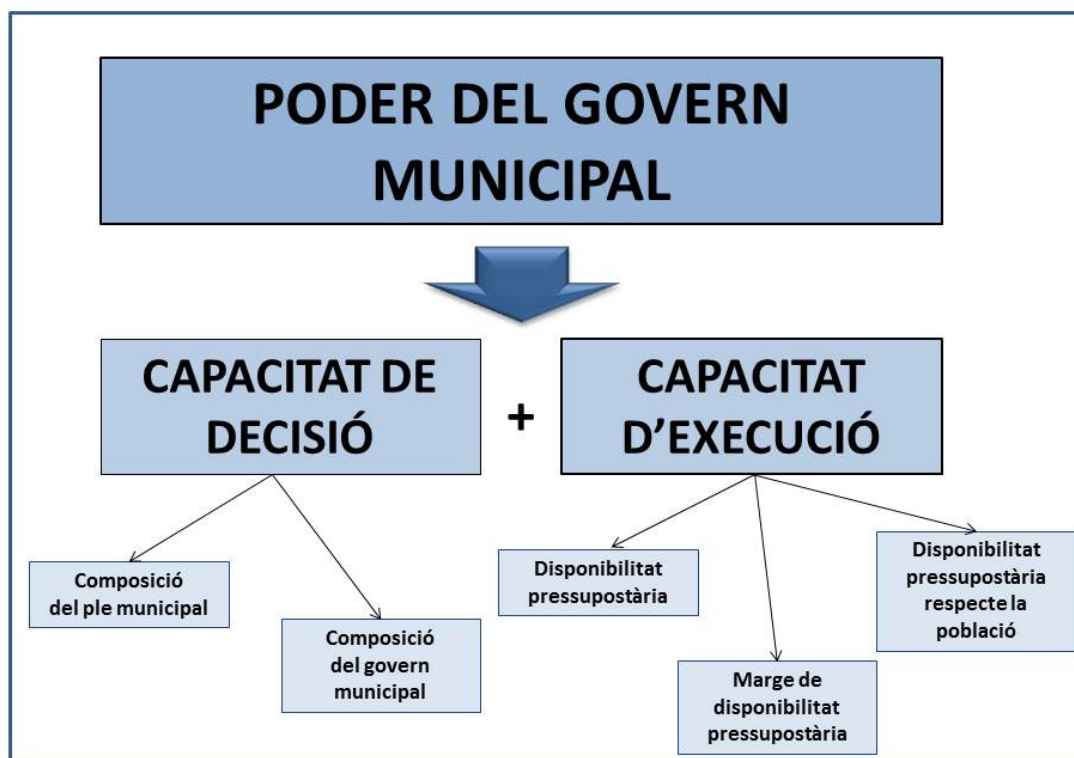 PODER DEL GOVERN
MUNICIPAL
CAPACITAT DE
DECISIÓ
+
CAPACITAT
D’EXECUCIÓ
Composició
del ple municipal
Composició
del govern
municipal
Disponibilitat
pressupostària
Marge de
disponibilitat
pressupostària
Disponibilitat
pressupostària
respecte la
població